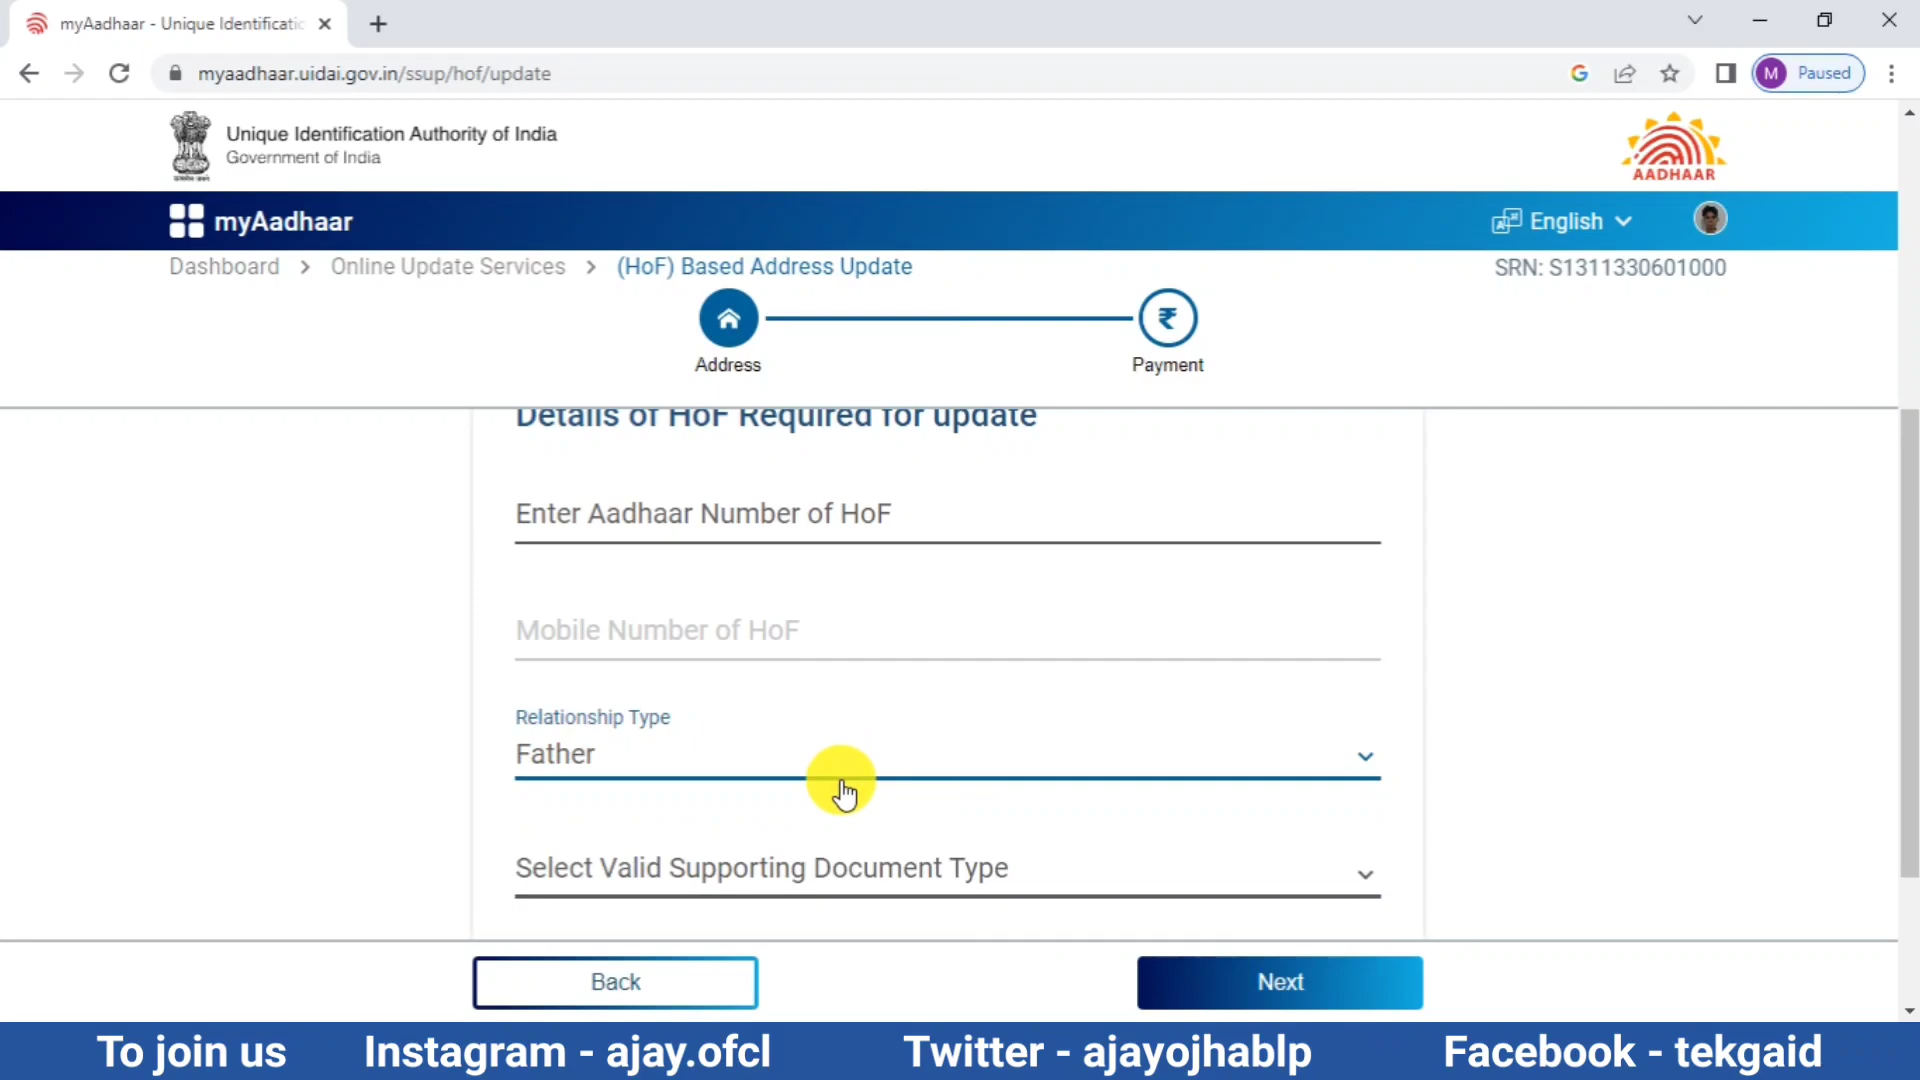 myAadhaar - Unique Identificatic
myaadhaar.uidai.gov.in/ssup/hof/update
G
M Paused
Unique Identification Authority of India
Government of India
AADHAAR
myAadhaar
English
Dashboard > Online Update Services > (HoF) Based Address Update
SRN: S1311330601000
₹
Address
Payment
Details of HoF Required for update
Enter Aadhaar Number of HoF
Mobile Number of HoF
Relationship Type
Father
Select Valid Supporting Document Type
Back
Next
To join us Instagram - ajay.ofcl Twitter - ajayojhablp Facebook - tekgaid